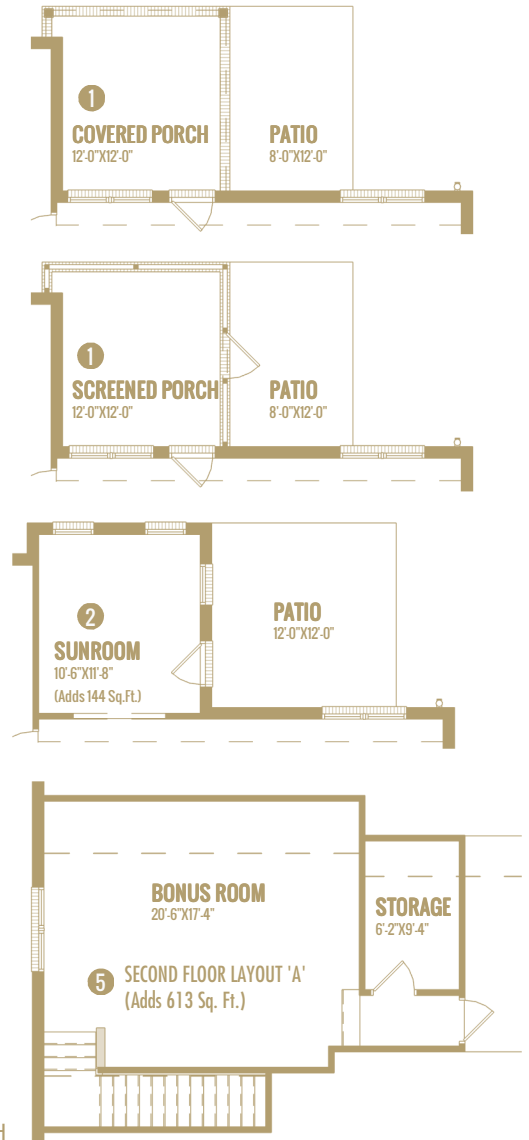 1
COVERED PORCH
12'-0"X12'-0"
PATIO
8'-0"X12'-0"
1
SCREENED PORCH
12'-0"X12'-0"
PATIO
8'-0"X12'-0"
2
SUNROOM
10'-6"X11'-8"
(Adds 144 Sq.Ft.)
PATIO
12'-0"X12'-0"
BONUS ROOM
20'-6"X17'-4"
STORAGE
6'-2"X9'-4"
5 SECOND FLOOR LAYOUT 'A'
(Adds 613 Sq. Ft.)
H